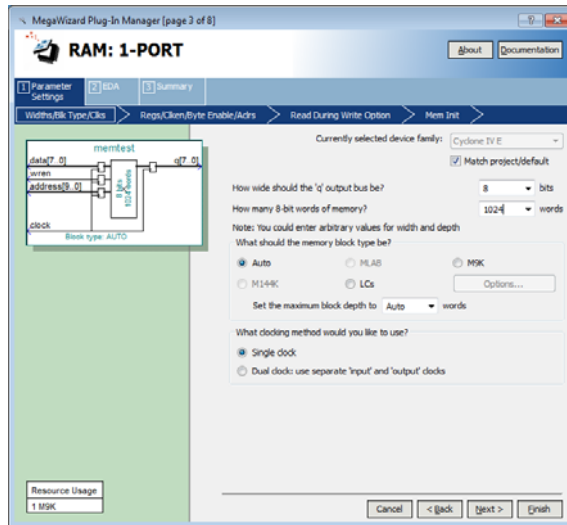 MegaWizard Plug-In Manager [page 3 of 8]
RAM: 1-PORT
About
Documentation
1 Parameter Settings
2 EDA
3 Summary
Widths/Blk Type/Clks
Regs/Clken/Byte Enable/Aclrs
Read During Write Option
Mem Init
memtest
data[7..0]
wren
address[9..0]
clock
q[7..0]
8 bits
1024 words
Block type: AUTO
Currently selected device family:
Cyclone IV E
Match project/default
How wide should the 'q' output bus be?
8
bits
How many 8-bit words of memory?
1024
words
Note: You could enter arbitrary values for width and depth
What should the memory block type be?
Auto
MLAB
M9K
M144K
LCs
Options...
Set the maximum block depth to
Auto
words
What clocking method would you like to use?
Single clock
Dual clock: use separate 'input' and 'output' clocks
Resource Usage
1 M9K
Cancel
< Back
Next >
Finish